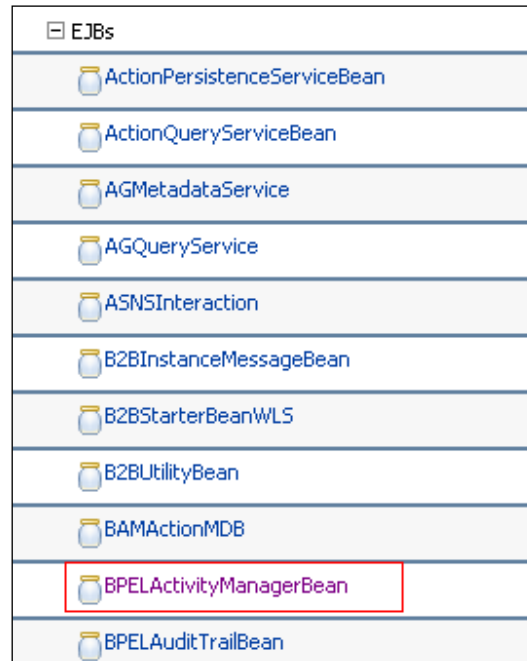 EJBs
ActionPersistenceServiceBean
ActionQueryServiceBean
AGMetadataService
AGQueryService
ASNSInteraction
B2BInstanceMessageBean
B2BStarterBeanWLS
B2BUtilityBean
BAMActionMDB
BPELActivityManagerBean
BPELAuditTrailBean